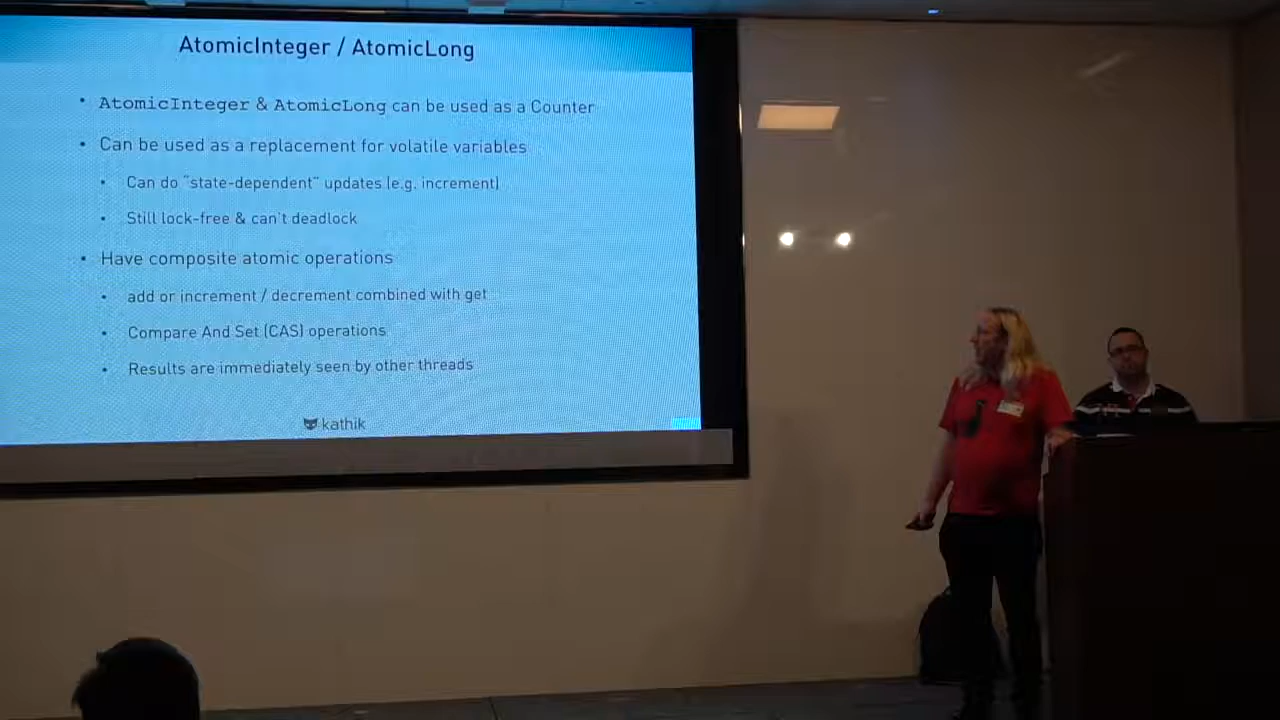 AtomicInteger / AtomicLong
• AtomicInteger & AtomicLong can be used as a Counter
• Can be used as a replacement for volatile variables
• Can do "state-dependent" updates (e.g. increment)
• Still lock-free & can't deadlock
• Have composite atomic operations
• add or increment / decrement combined with get
• Compare And Set (CAS) operations
• Results are immediately seen by other threads
kathik